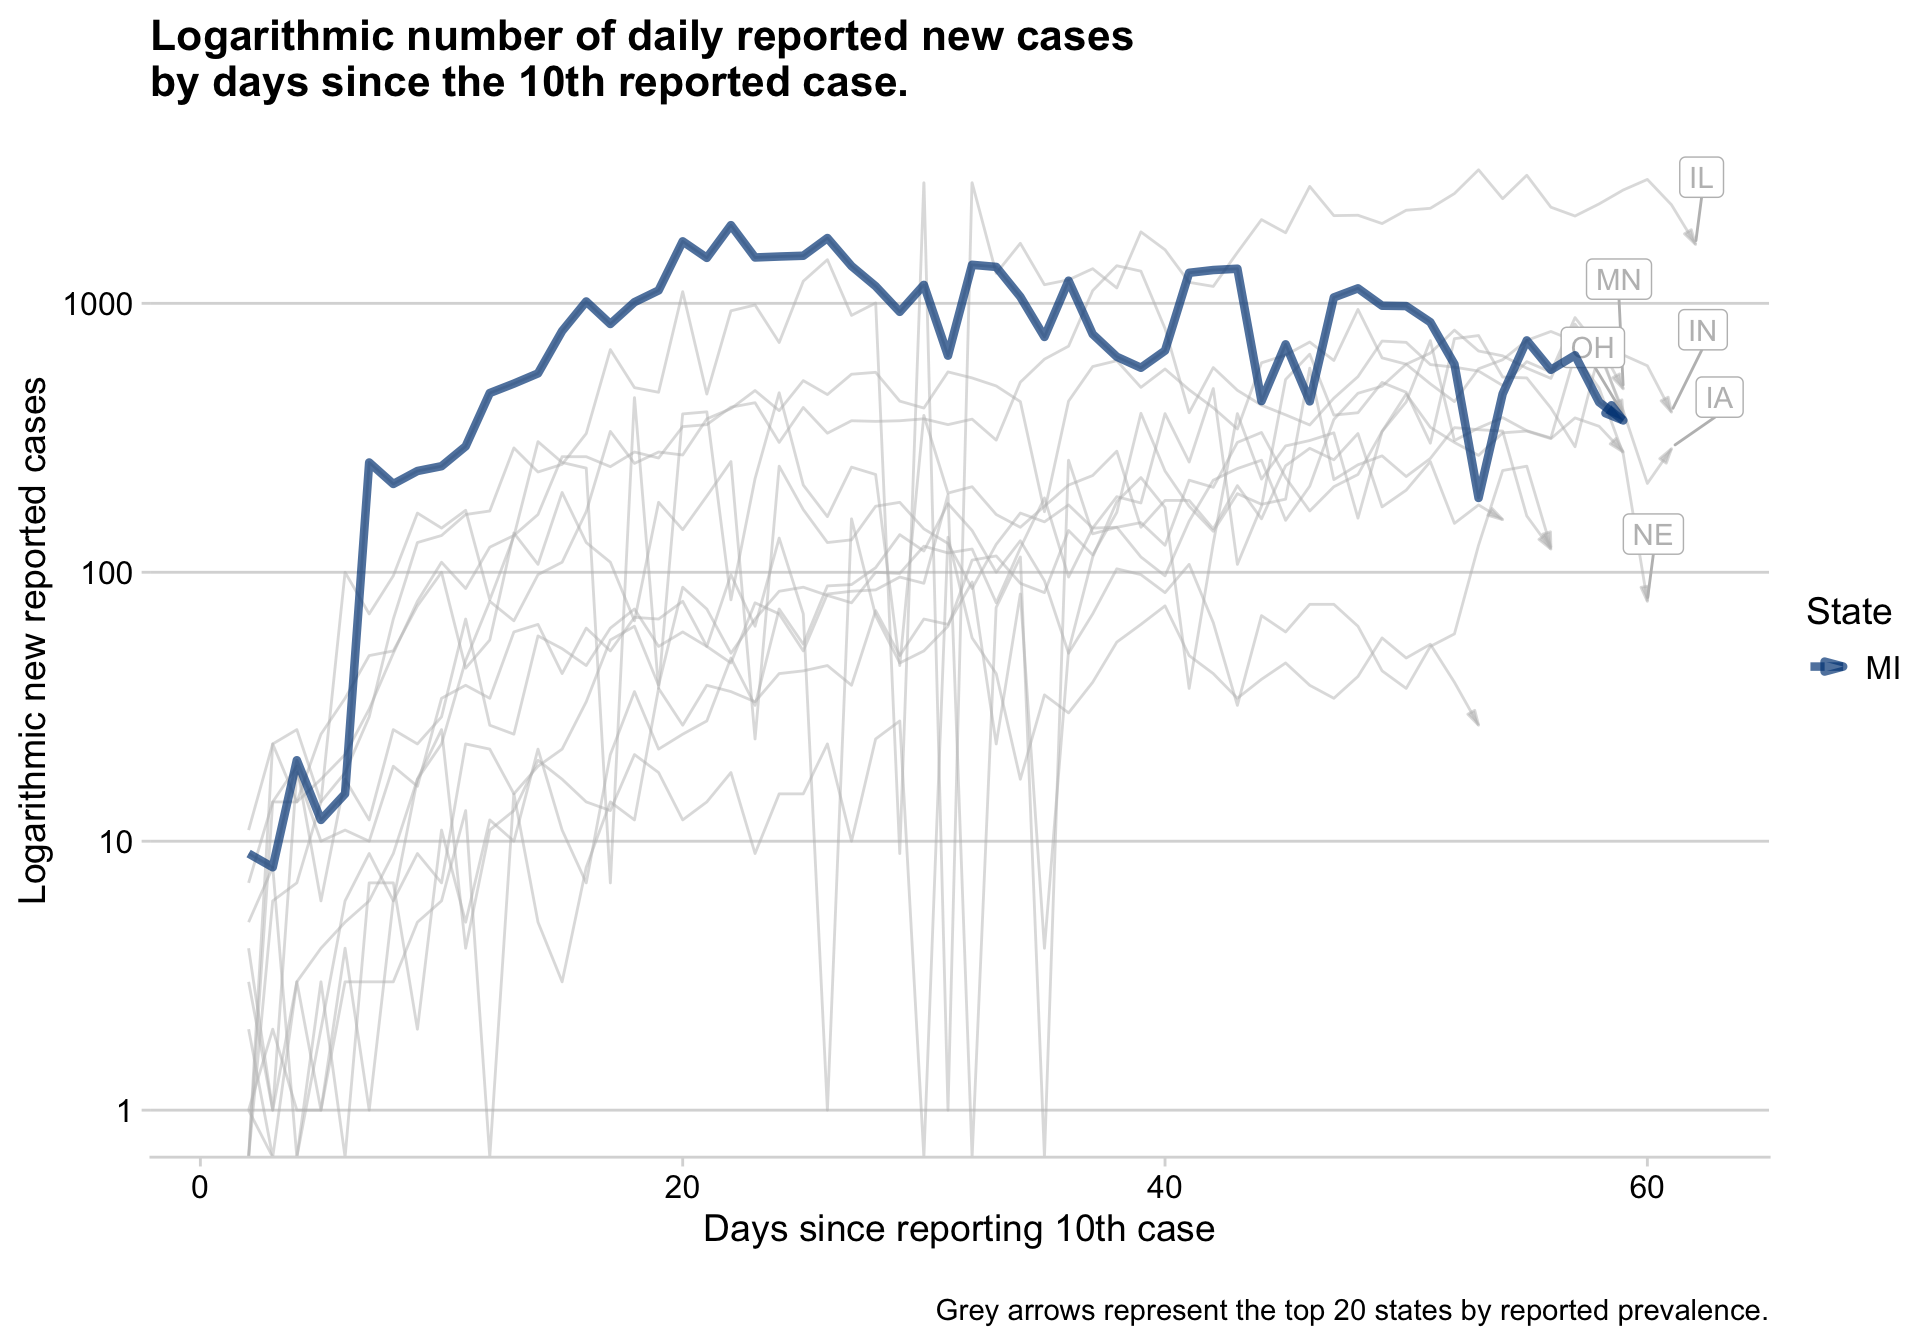 Logarithmic number of daily reported new cases
by days since the 10th reported case.
Logarithmic new reported cases
1000
100
10
1
0
20
40
60
Days since reporting 10th case
IL
MN
IN
OH
IA
NE
State
MI
Grey arrows represent the top 20 states by reported prevalence.